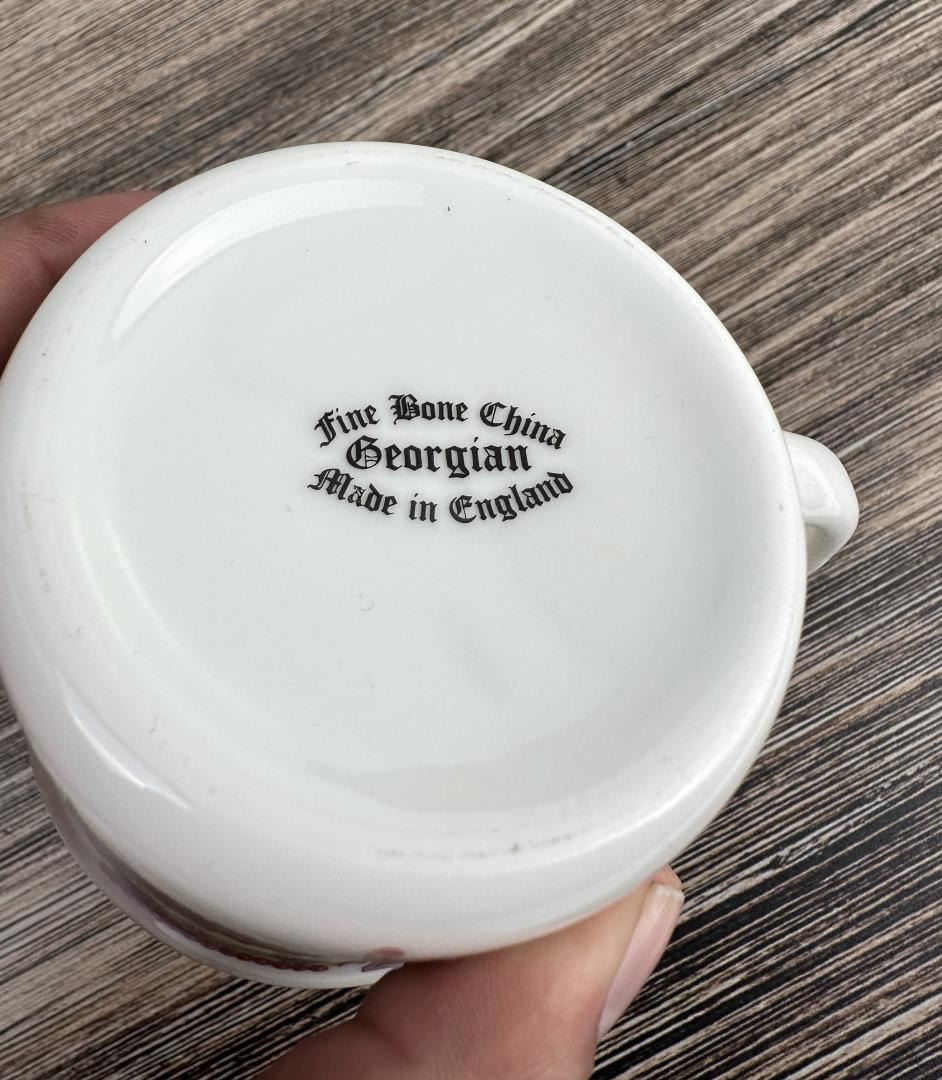 Fine Bone China
Georgian
Made in England